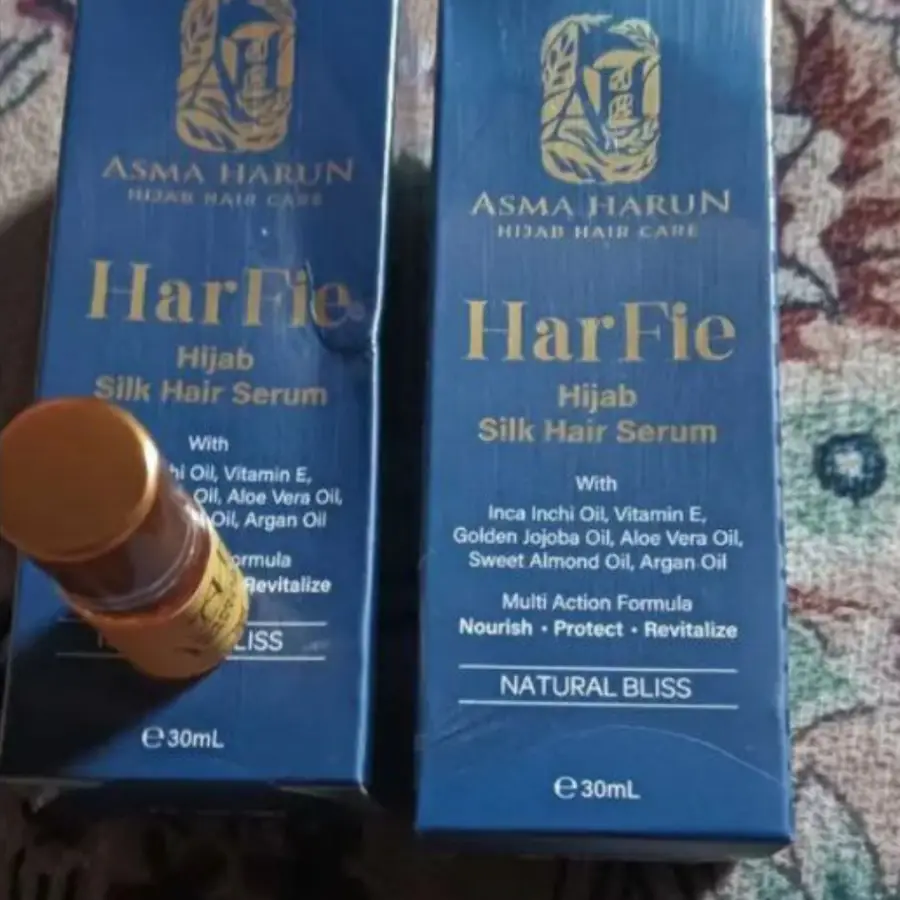 ASMA HARUN
HIJAB HAIR CARE
HarFie
Hijab
Silk Hair Serum
With
Oil, Vitamin E,
Oil, Aloe Vera Oil,
Oil, Argan Oil
Revitalize
30mL
ASMA HARUN
HIJAB HAIR CARE
HarFie
Hijab
Silk Hair Serum
With
Inca Inchi Oil, Vitamin E,
Golden Jojoba Oil, Aloe Vera Oil,
Sweet Almond Oil, Argan Oil
Multi Action Formula
Nourish • Protect • Revitalize
NATURAL BLISS
℮30mL